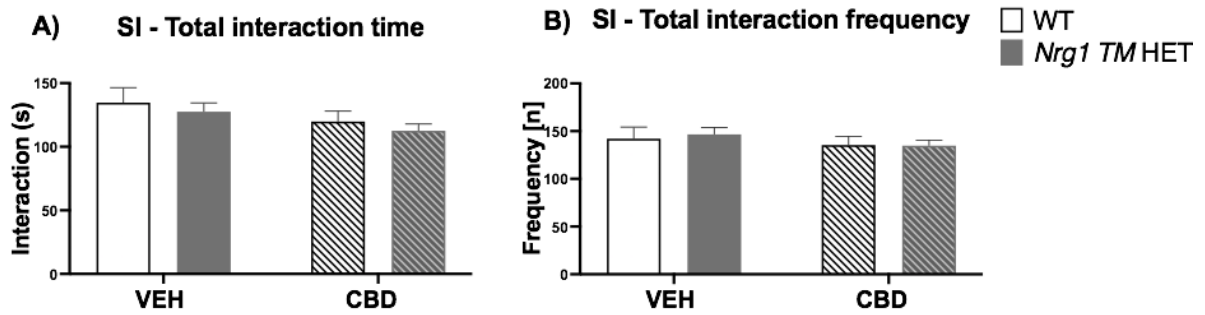 A) SI - Total interaction time
Interaction (s)
150
100
50
0
VEH CBD
B) SI - Total interaction frequency
Frequency [n]
200
150
100
50
0
VEH CBD
WT
Nrg1 TM HET